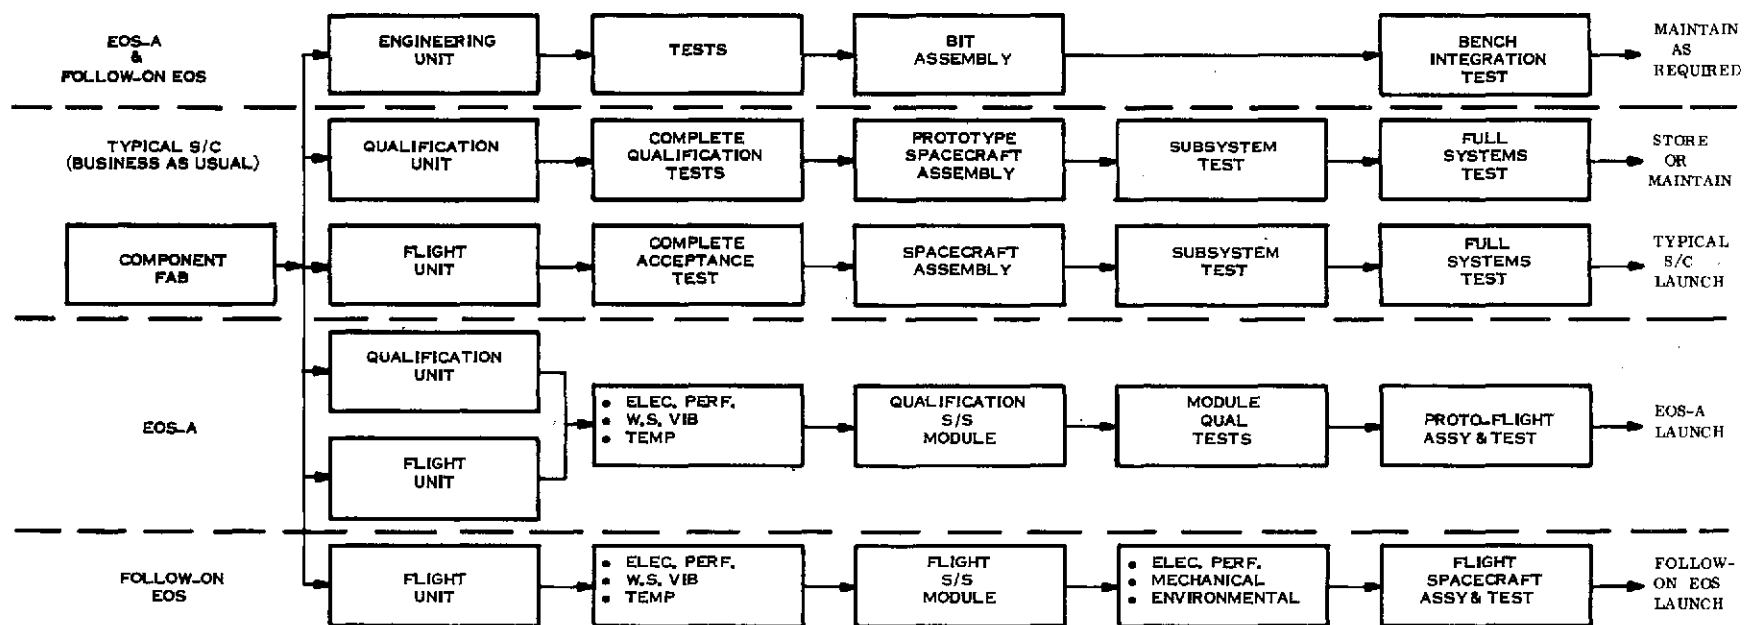 EOS-A
&
FOLLOW-ON EOS
ENGINEERING
UNIT
TESTS
BIT
ASSEMBLY
BENCH
INTEGRATION
TEST
MAINTAIN
AS
REQUIRED
TYPICAL S/C
(BUSINESS AS USUAL)
QUALIFICATION
UNIT
COMPLETE
QUALIFICATION
TESTS
PROTOTYPE
SPACECRAFT
ASSEMBLY
SUBSYSTEM
TEST
FULL
SYSTEMS
TEST
STORE
OR
MAINTAIN
COMPONENT
FAB
FLIGHT
UNIT
COMPLETE
ACCEPTANCE
TEST
SPACECRAFT
ASSEMBLY
SUBSYSTEM
TEST
FULL
SYSTEMS
TEST
TYPICAL
S/C
LAUNCH
EOS-A
QUALIFICATION
UNIT
FLIGHT
UNIT
• ELEC. PERF.
• W.S. VIB
• TEMP
QUALIFICATION
S/S
MODULE
MODULE
QUAL
TESTS
PROTO-FLIGHT
ASSY & TEST
EOS-A
LAUNCH
FOLLOW-ON
EOS
FLIGHT
UNIT
• ELEC. PERF.
• W.S. VIB
• TEMP
FLIGHT
S/S
MODULE
• ELEC. PERF.
• MECHANICAL
• ENVIRONMENTAL
FLIGHT
SPACECRAFT
ASSY & TEST
FOLLOW-
ON EOS
LAUNCH